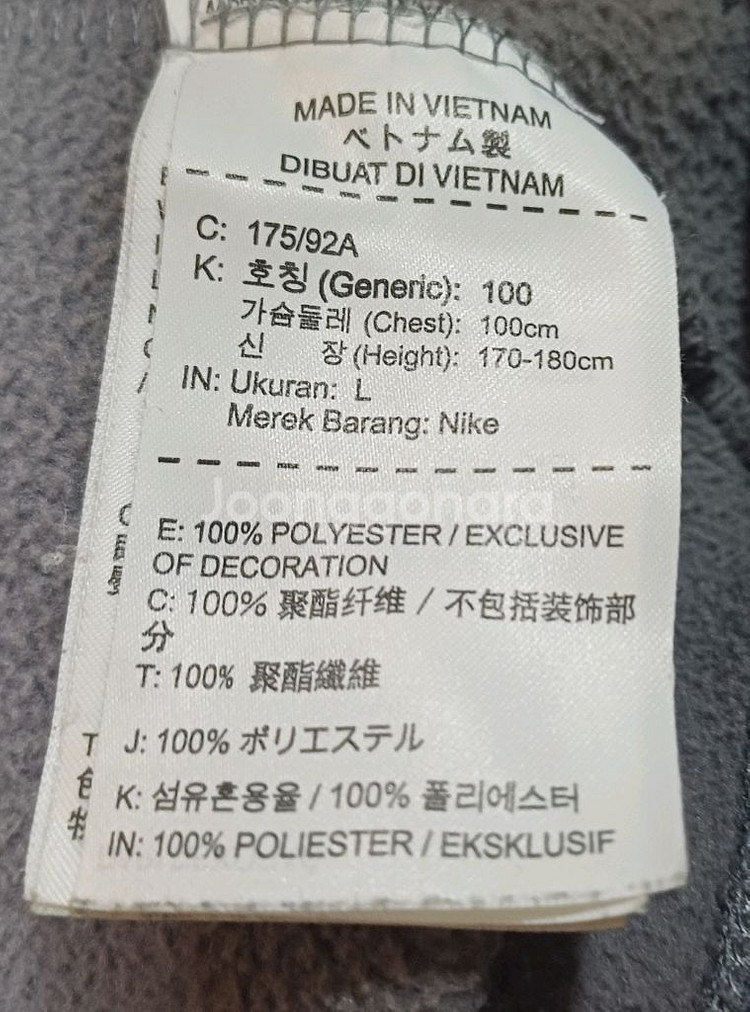 MADE IN VIETNAM
ベトナム製
DIBUAT DI VIETNAM
C: 175/92A
K: 호칭 (Generic): 100
가슴둘레 (Chest): 100cm
신 장 (Height): 170-180cm
IN: Ukuran: L
Merek Barang: Nike
Joonggonara
E: 100% POLYESTER / EXCLUSIVE
OF DECORATION
C: 100% 聚酯纤维 / 不包括装饰部
分
T: 100% 聚酯纖維
J: 100% ポリエステル
K: 섬유혼용율 / 100% 폴리에스터
IN: 100% POLIESTER / EKSKLUSIF